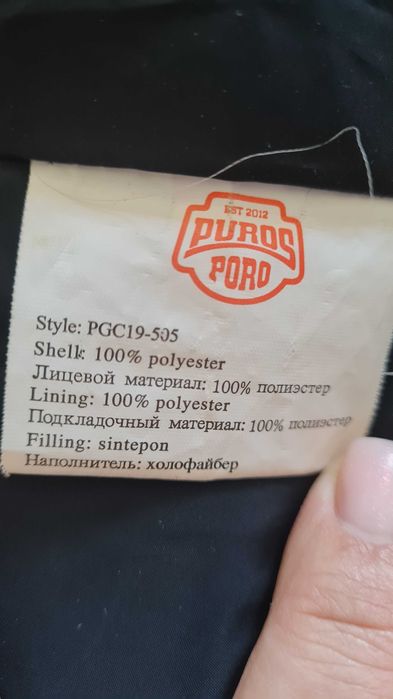 EST 2012
PUROS
PORO
Style: PGC19-505
Shelk: 100% polyester
Лицевой материал: 100% полиэстер
Lining: 100% polyester
Подкладочный материал: 100% полиэстер
Filling: sintepon
Наполнитель: холофайбер